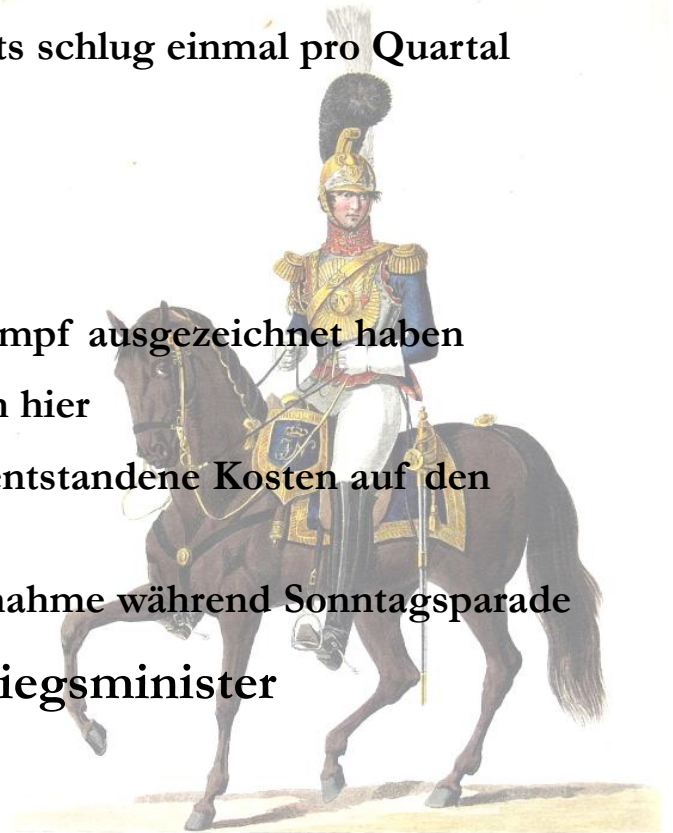 ts schlug einmal pro Quartal
mpf ausgezeichnet haben
n hier
entstandene Kosten auf den
nahme während Sonntagsparade
iegsminister